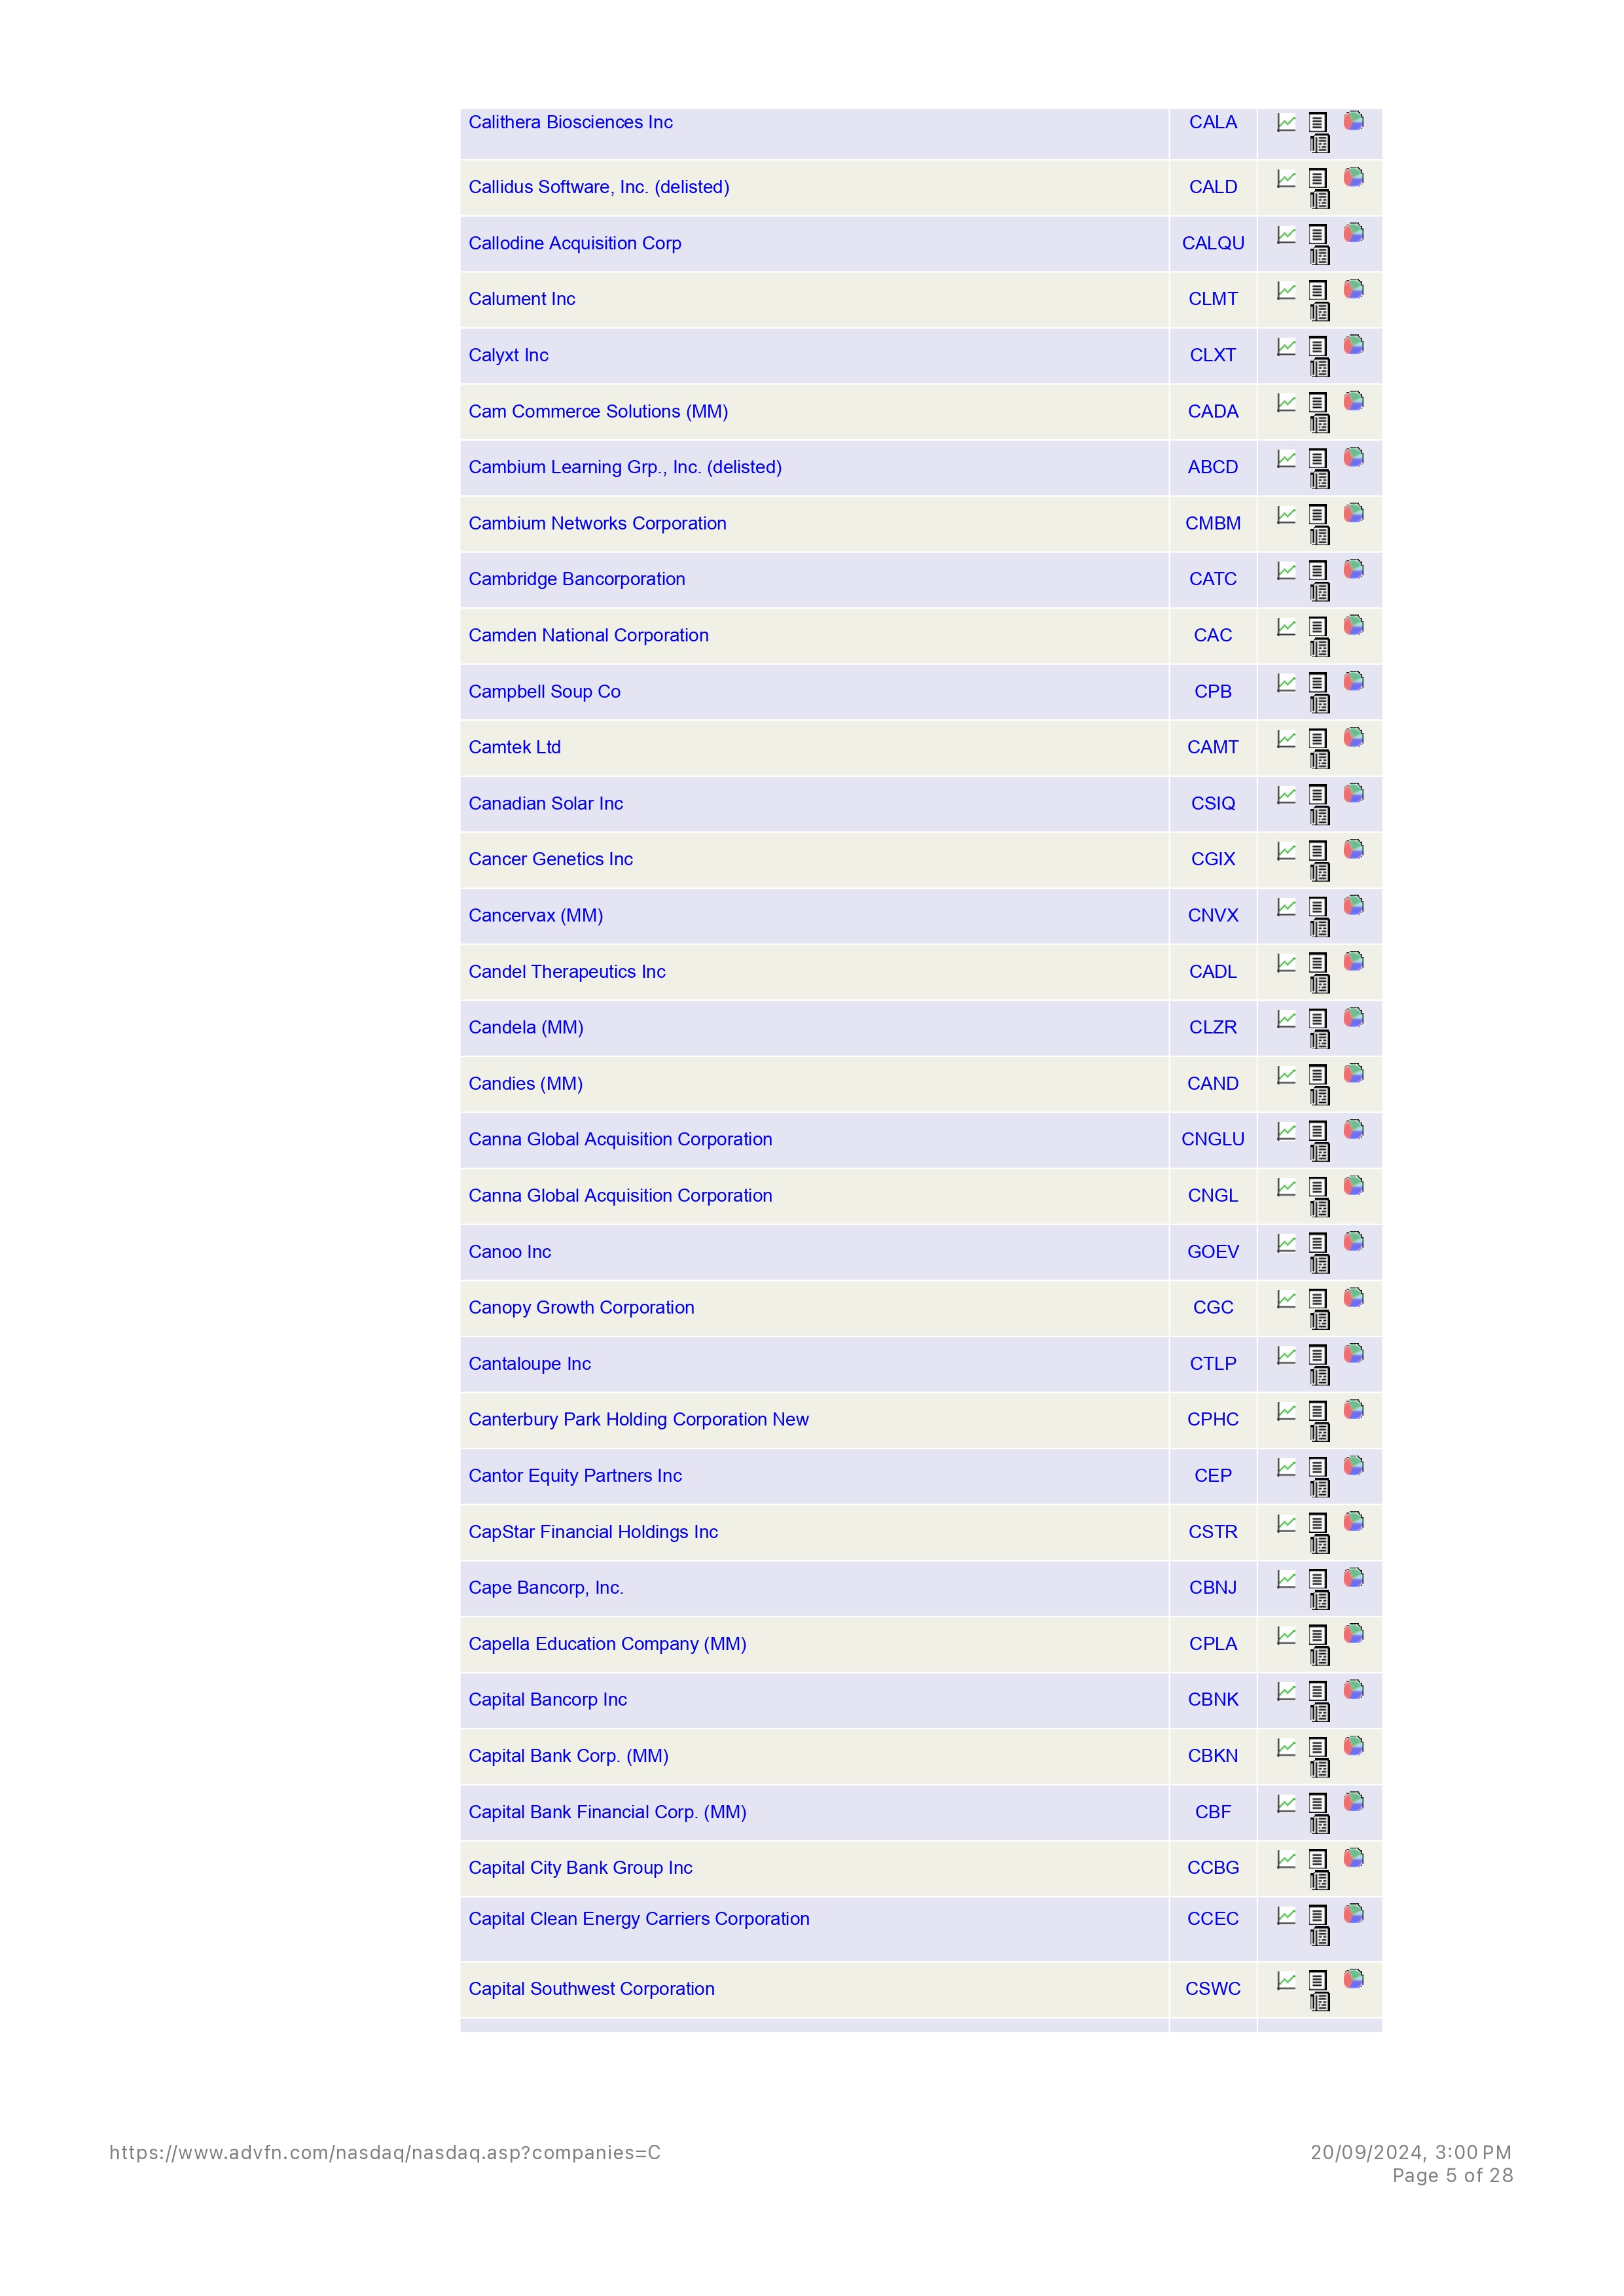 Calithera Biosciences Inc CALA
Callidus Software, Inc. (delisted) CALD
Callodine Acquisition Corp CALQU
Calument Inc CLMT
Calyxt Inc CLXT
Cam Commerce Solutions (MM) CADA
Cambium Learning Grp., Inc. (delisted) ABCD
Cambium Networks Corporation CMBM
Cambridge Bancorporation CATC
Camden National Corporation CAC
Campbell Soup Co CPB
Camtek Ltd CAMT
Canadian Solar Inc CSIQ
Cancer Genetics Inc CGIX
Cancervax (MM) CNVX
Candel Therapeutics Inc CADL
Candela (MM) CLZR
Candies (MM) CAND
Canna Global Acquisition Corporation CNGLU
Canna Global Acquisition Corporation CNGL
Canoo Inc GOEV
Canopy Growth Corporation CGC
Cantaloupe Inc CTLP
Canterbury Park Holding Corporation New CPHC
Cantor Equity Partners Inc CEP
CapStar Financial Holdings Inc CSTR
Cape Bancorp, Inc. CBNJ
Capella Education Company (MM) CPLA
Capital Bancorp Inc CBNK
Capital Bank Corp. (MM) CBKN
Capital Bank Financial Corp. (MM) CBF
Capital City Bank Group Inc CCBG
Capital Clean Energy Carriers Corporation CCEC
Capital Southwest Corporation CSWC
https://www.advfn.com/nasdaq/nasdaq.asp?companies=C 20/09/2024, 3:00 PM
Page 5 of 28